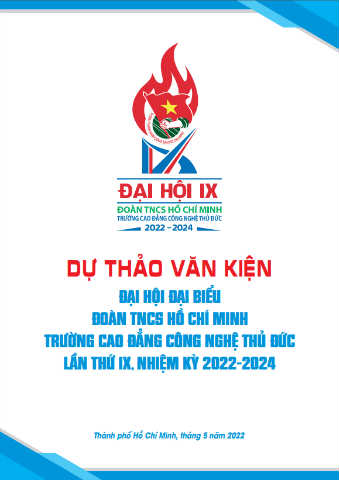 ĐẠI HỘI IX
ĐOÀN TNCS HỒ CHÍ MINH
TRƯỜNG CAO ĐẲNG CÔNG NGHỆ THỦ ĐỨC
2022 - 2024
DỰ THẢO VĂN KIỆN
ĐẠI HỘI ĐẠI BIỂU
ĐOÀN TNCS HỒ CHÍ MINH
TRƯỜNG CAO ĐẲNG CÔNG NGHỆ THỦ ĐỨC
LẦN THỨ IX, NHIỆM KỲ 2022-2024
Thành phố Hồ Chí Minh, tháng 5 năm 2022